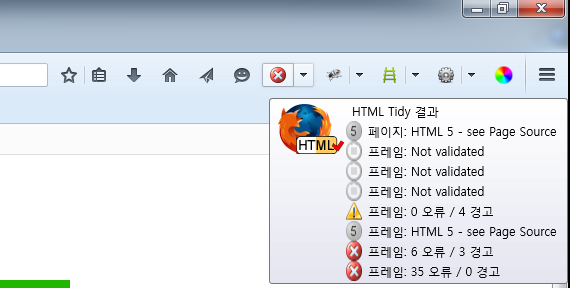 HTML Tidy 결과
HTML
5 페이지: HTML 5 - see Page Source
프레임: Not validated
프레임: Not validated
프레임: Not validated
프레임: 0 오류 / 4 경고
5 프레임: HTML 5 - see Page Source
프레임: 6 오류 / 3 경고
프레임: 35 오류 / 0 경고